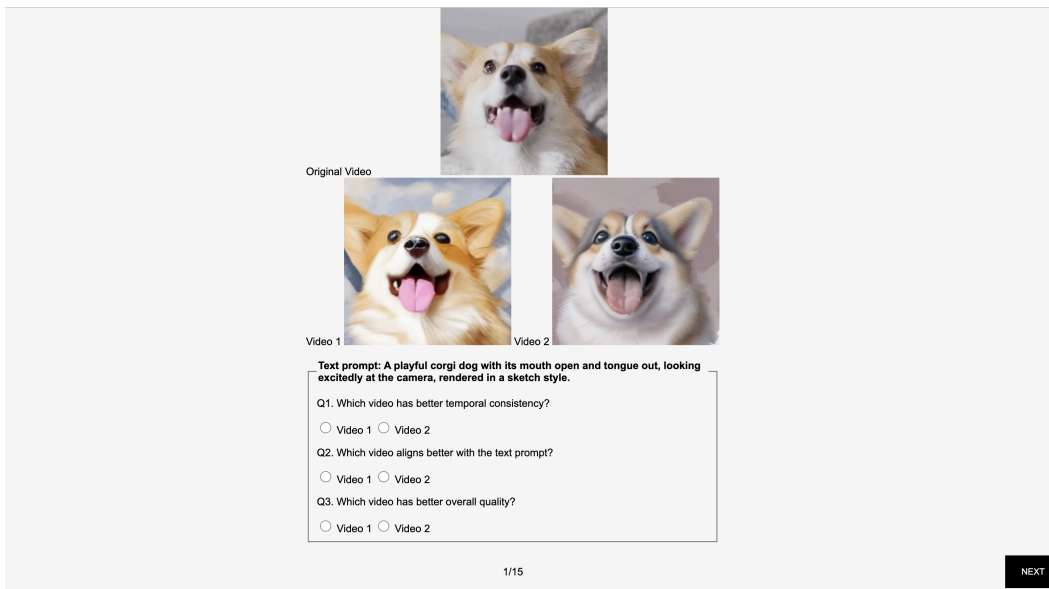 Original Video
Video 1
Video 2
Text prompt: A playful corgi dog with its mouth open and tongue out, looking
excitedly at the camera, rendered in a sketch style.
Q1. Which video has better temporal consistency?
Video 1 Video 2
Q2. Which video aligns better with the text prompt?
Video 1 Video 2
Q3. Which video has better overall quality?
Video 1 Video 2
1/15
NEXT